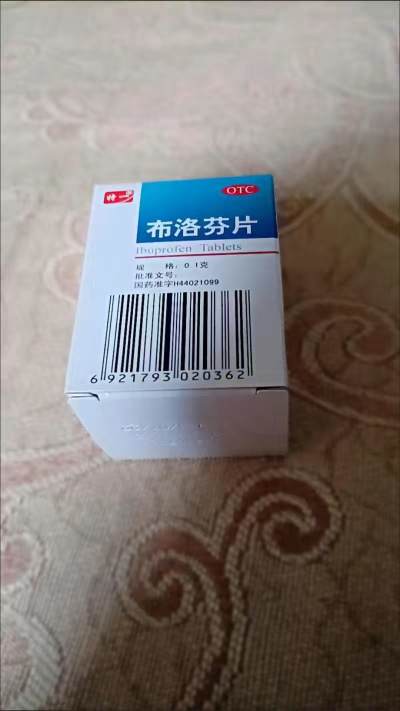 特一
OTC
布洛芬片
Ibuprofen Tablets
规 格：0.1克
批准文号：
国药准字H44021099
6 921793 020362